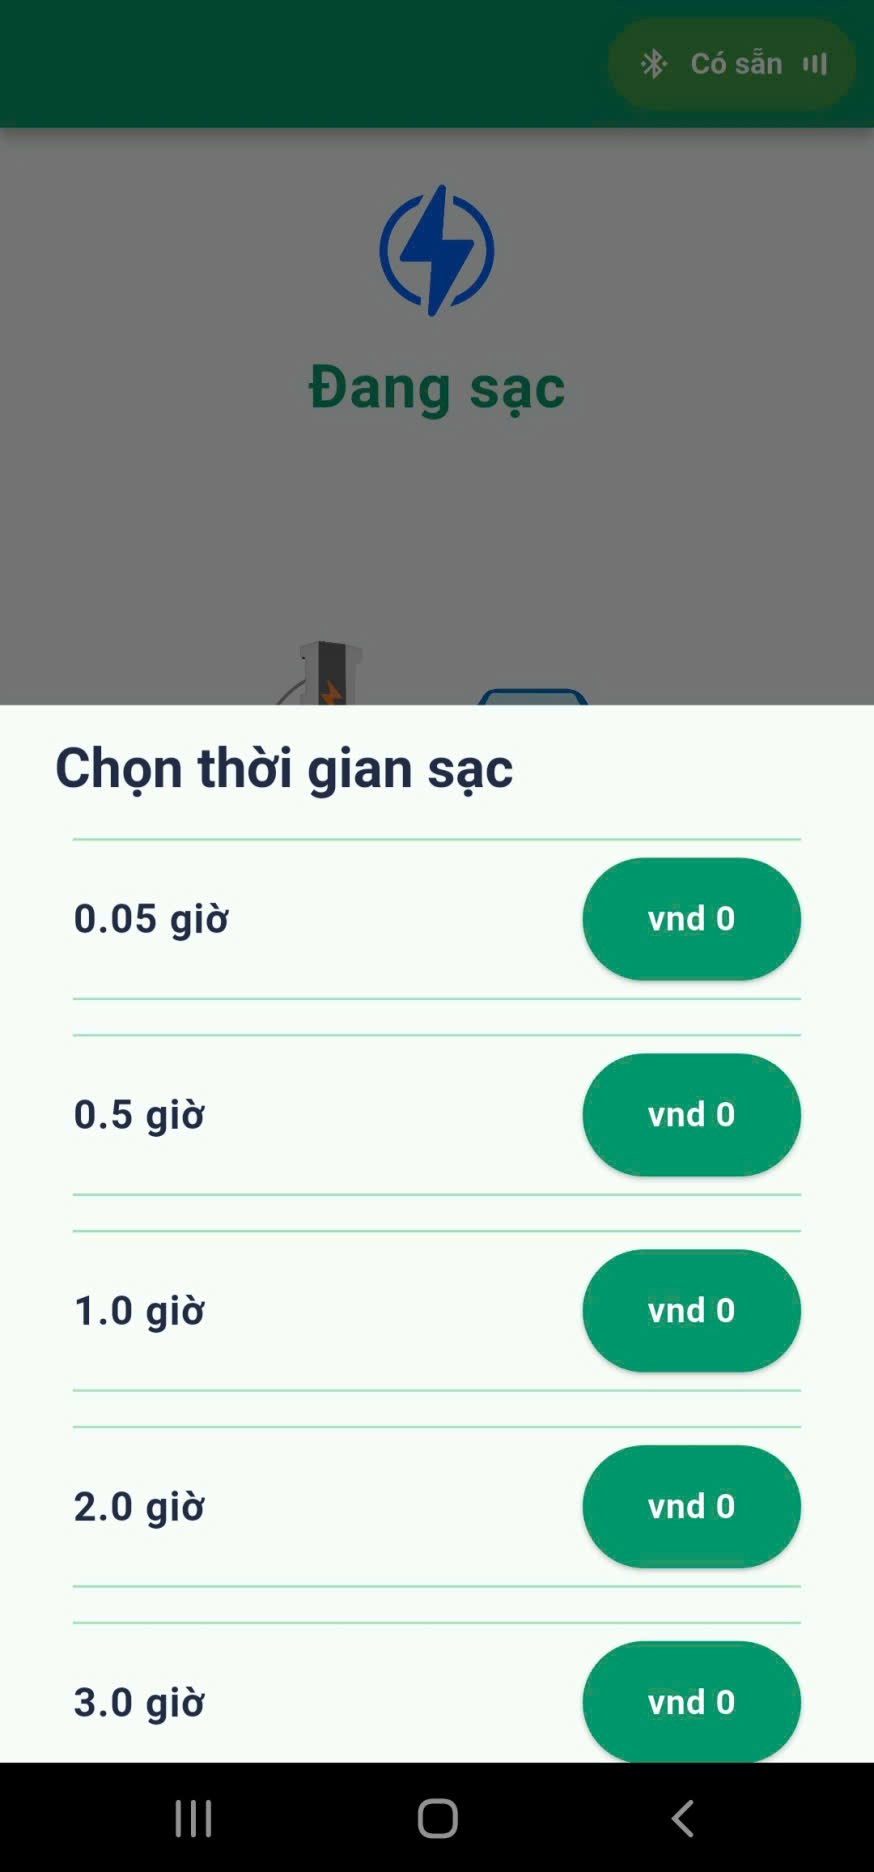 Có sẵn
Đang sạc
Chọn thời gian sạc
0.05 giờ
vnd 0
0.5 giờ
vnd 0
1.0 giờ
vnd 0
2.0 giờ
vnd 0
3.0 giờ
vnd 0